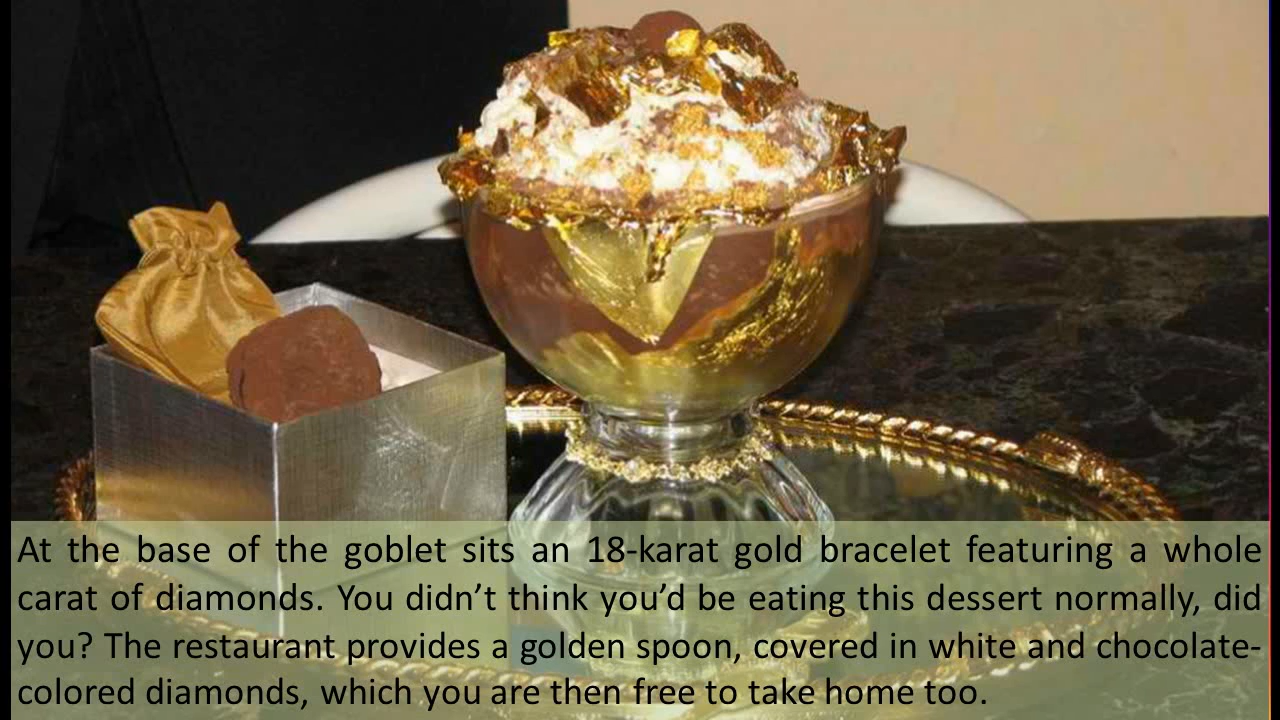 At the base of the goblet sits an 18-karat gold bracelet featuring a whole
carat of diamonds. You didn’t think you’d be eating this dessert normally, did
you? The restaurant provides a golden spoon, covered in white and chocolate-
colored diamonds, which you are then free to take home too.